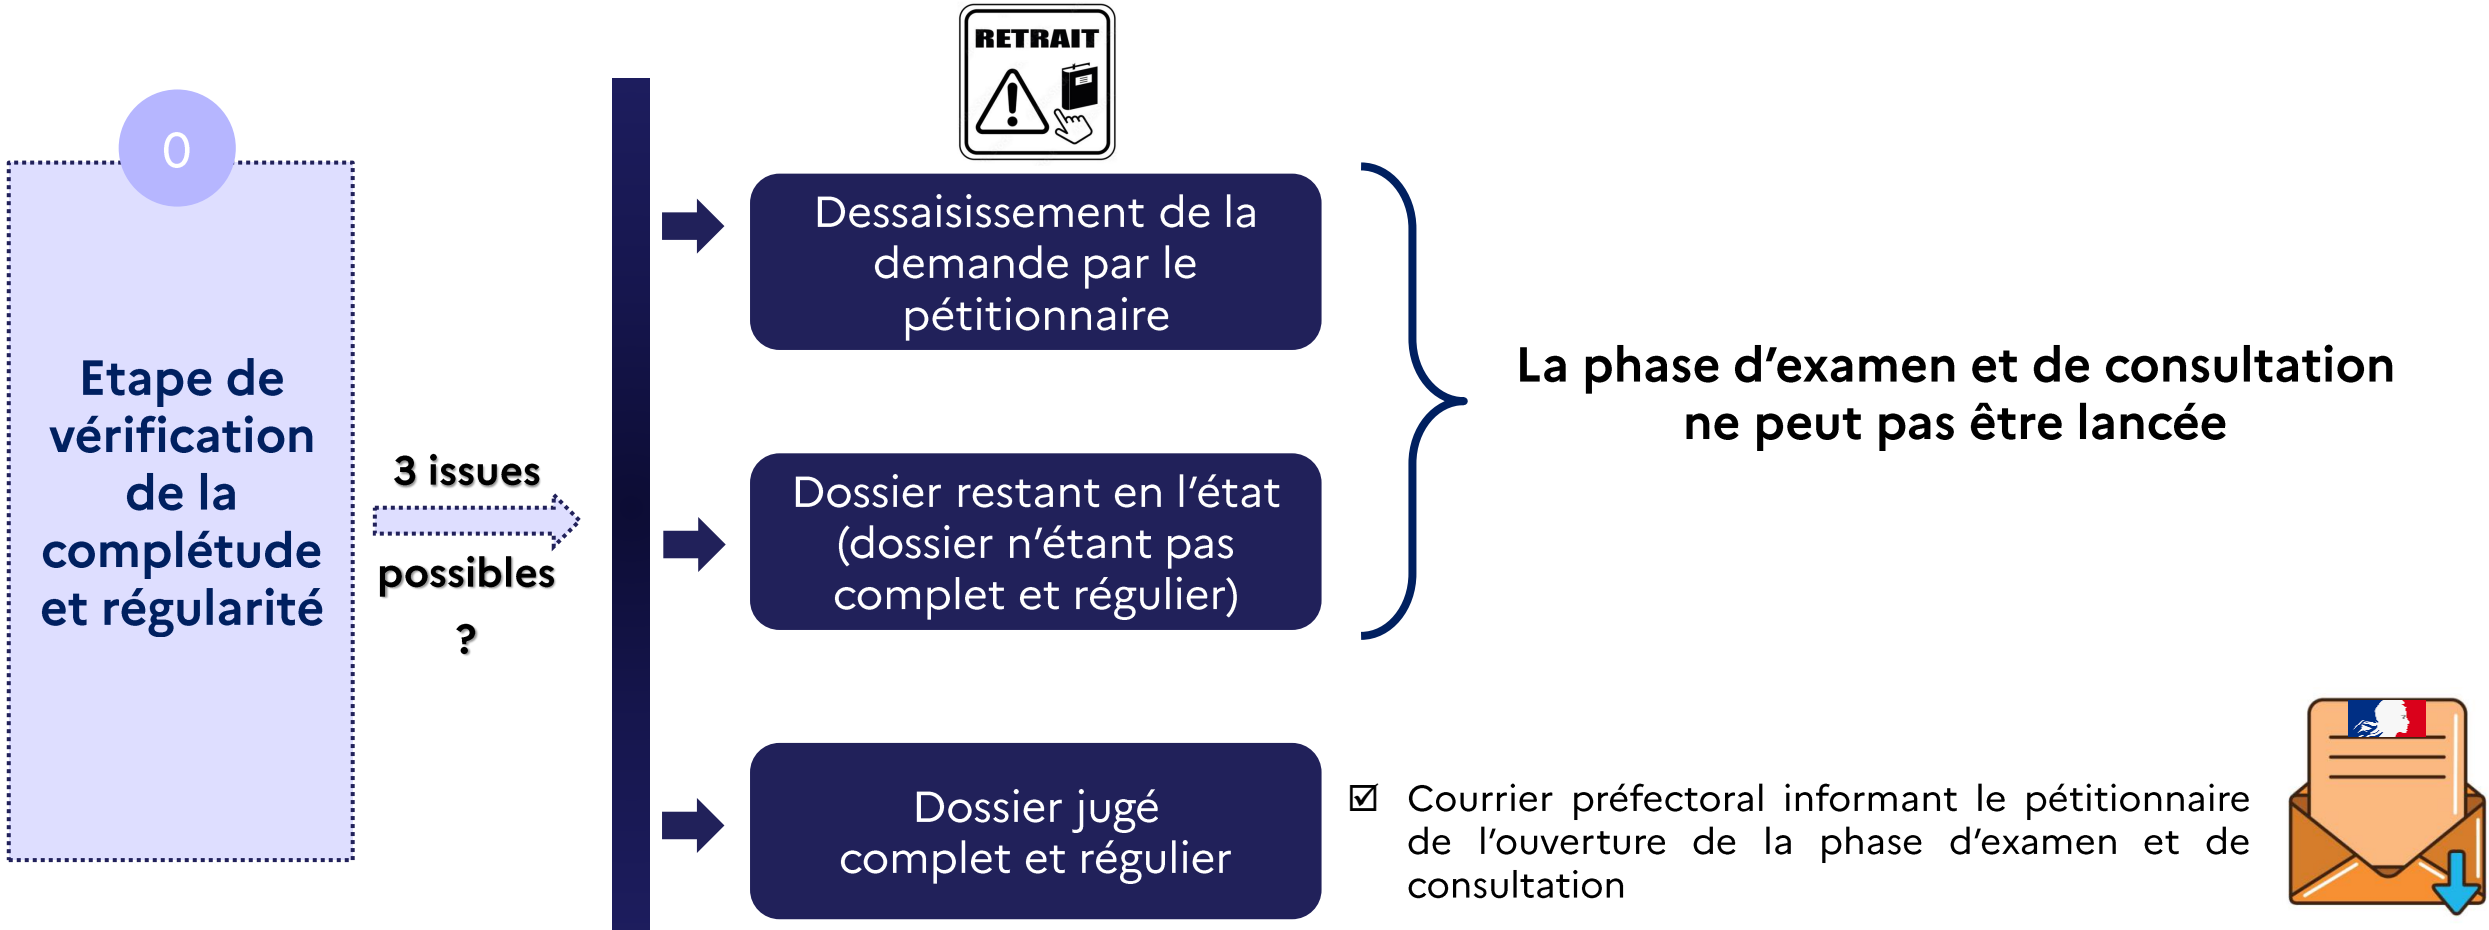 0
Etape de
vérification
de la
complétude
et régularité
3 issues
possibles
?
RETRAIT
Dessaisissement de la
demande par le
pétitionnaire
Dossier restant en l’état
(dossier n’étant pas
complet et régulier)
La phase d’examen et de consultation
ne peut pas être lancée
Dossier jugé
complet et régulier
☑ Courrier préfectoral informant le pétitionnaire
de l’ouverture de la phase d’examen et de
consultation